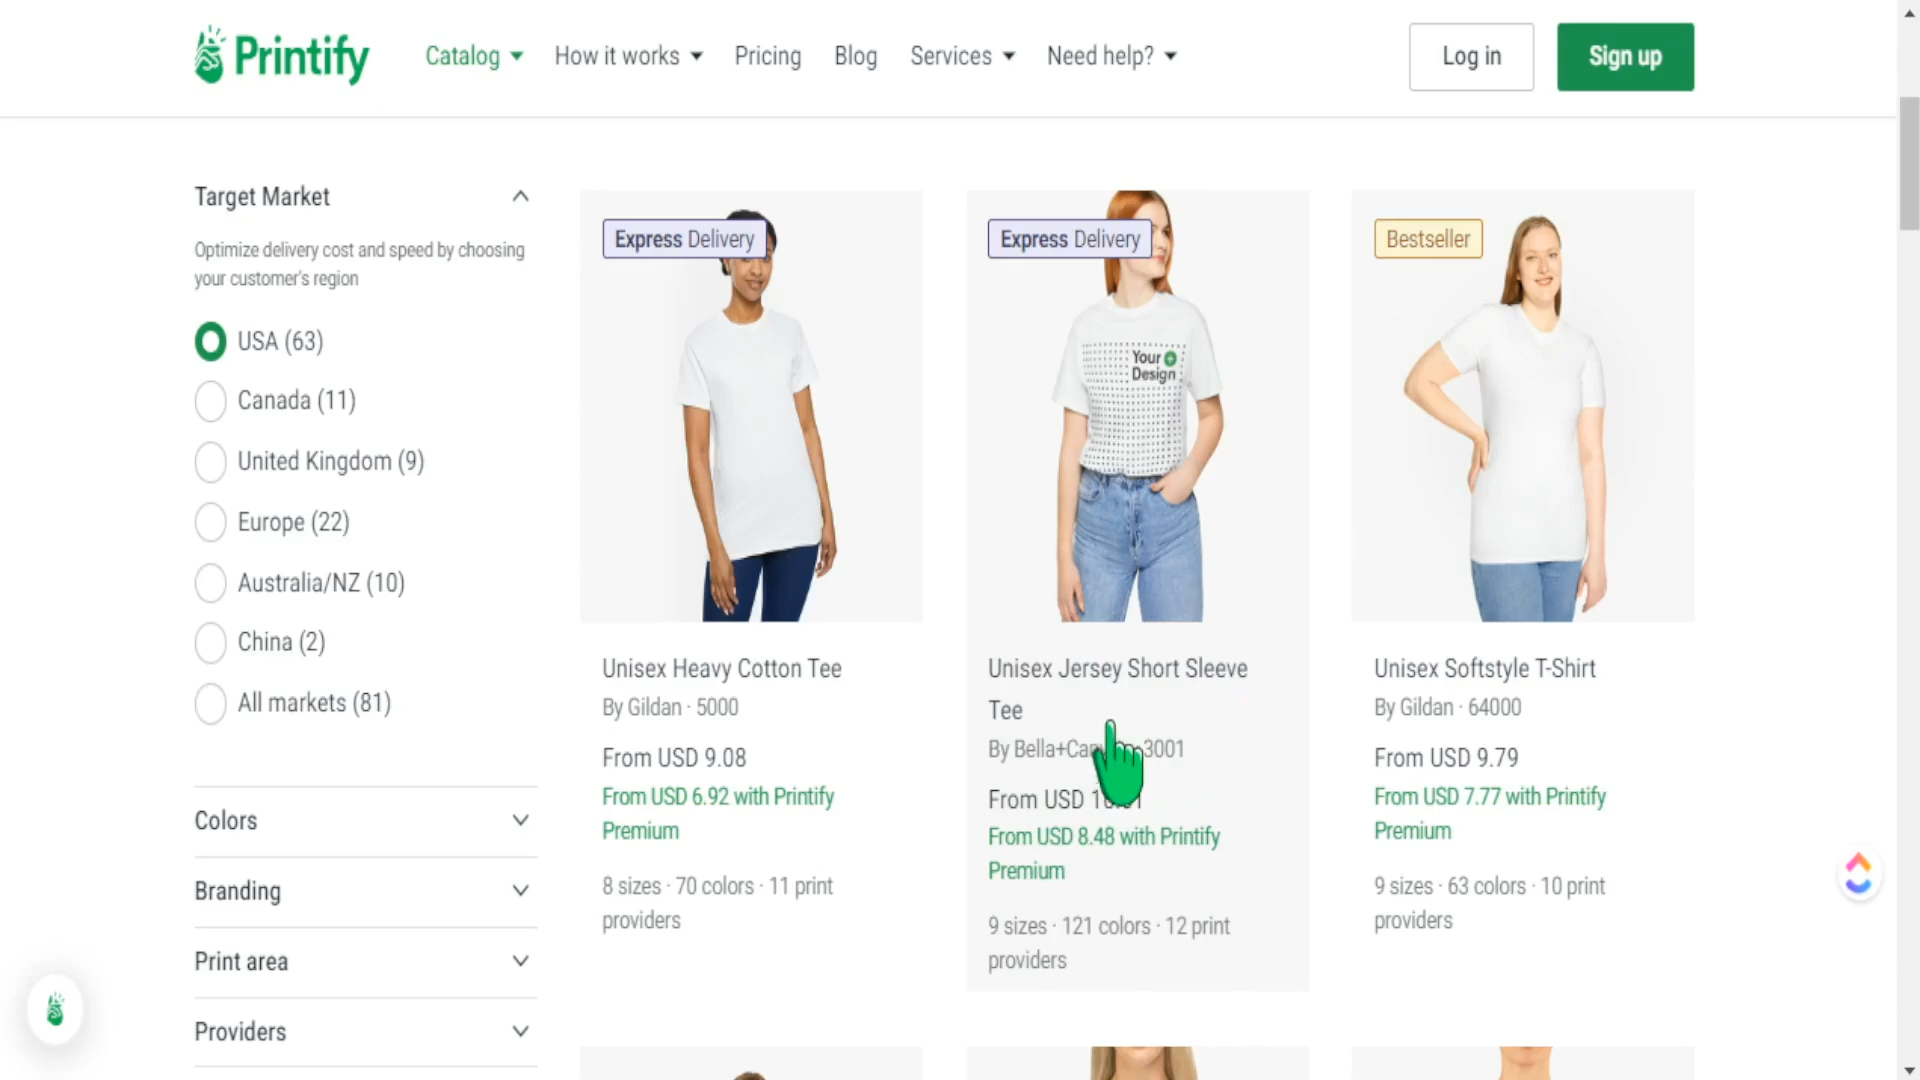 Printify
Catalog
How it works
Pricing
Blog
Services
Need help?
Log in
Sign up
Target Market
Optimize delivery cost and speed by choosing
your customer's region
USA (63)
Canada (11)
United Kingdom (9)
Europe (22)
Australia/NZ (10)
China (2)
All markets (81)
Colors
Branding
Print area
Providers
Express Delivery
Unisex Heavy Cotton Tee
By Gildan · 5000
From USD 9.08
From USD 6.92 with Printify
Premium
8 sizes · 70 colors · 11 print
providers
Express Delivery
Your
Design
Unisex Jersey Short Sleeve
Tee
By 3001
From USD
From USD 8.48 with Printify
Premium
9 sizes · 121 colors · 12 print
providers
Bestseller
Unisex Softstyle T-Shirt
By Gildan · 64000
From USD 9.79
From USD 7.77 with Printify
Premium
9 sizes · 63 colors · 10 print
providers